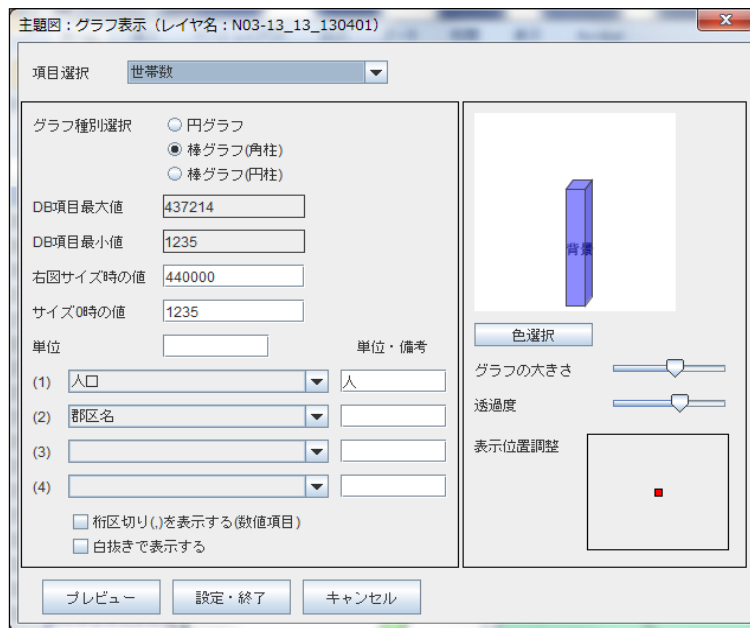 主題図：グラフ表示（レイヤ名：N03-13_13_130401）
項目選択 世帯数
グラフ種別選択 円グラフ
棒グラフ(角柱)
棒グラフ(円柱)
DB項目最大値 437214
DB項目最小値 1235
右図サイズ時の値 440000
サイズ0時の値 1235
単位 単位・備考
(1) 人口 人
(2) 郡区名
(3)
(4)
桁区切り(,)を表示する(数値項目)
白抜きで表示する
背景
色選択
グラフの大きさ
透過度
表示位置調整
プレビュー 設定・終了 キャンセル